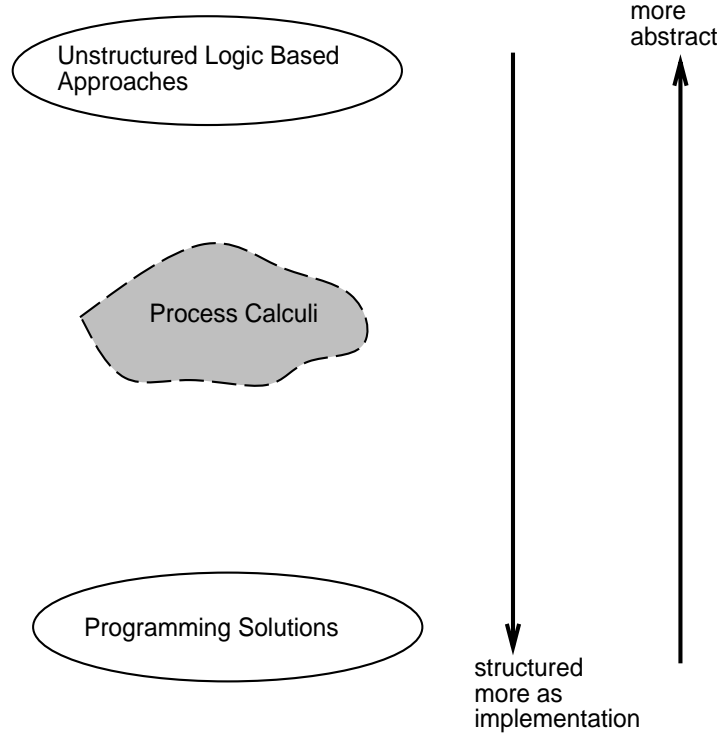 more
abstract
Unstructured Logic Based
Approaches
Process Calculi
Programming Solutions
structured
more as
implementation